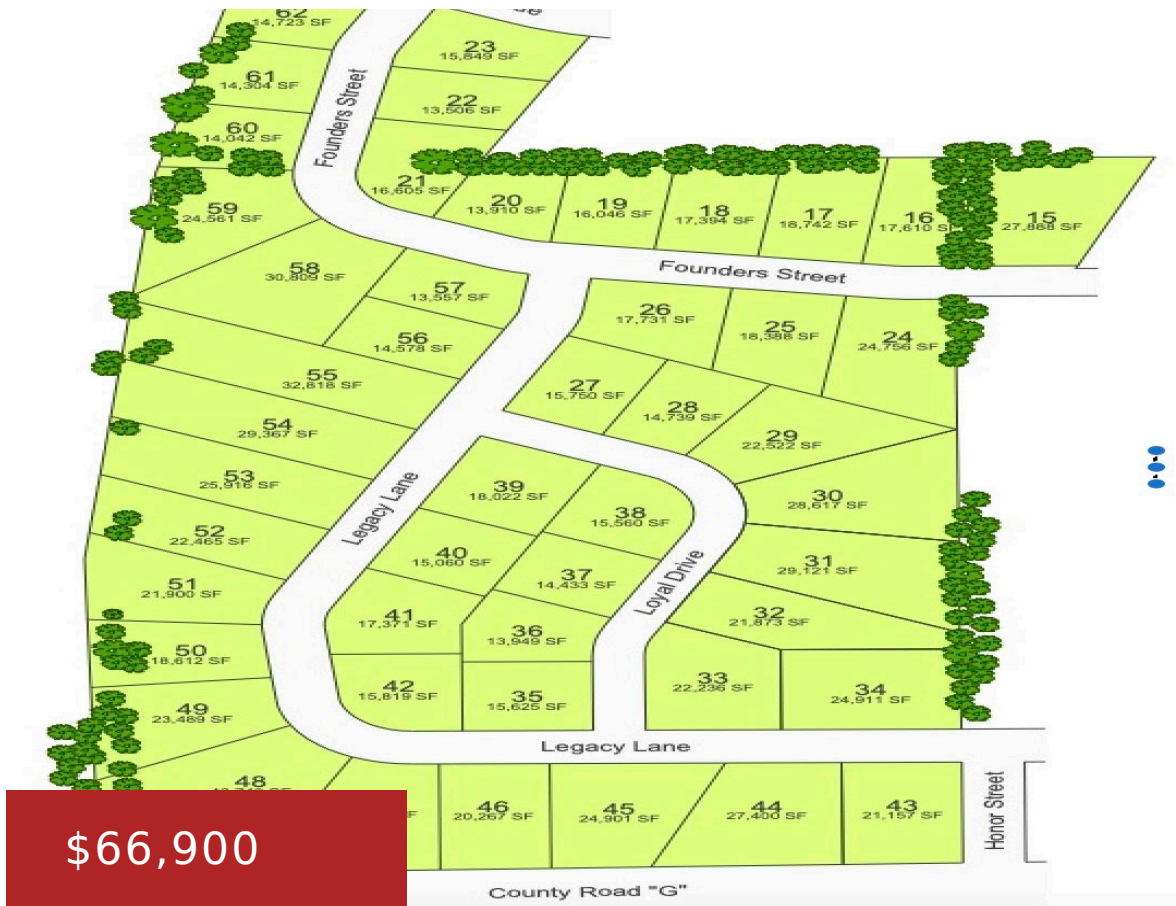 62
14,723 SF
23
15,849 SF
61
14,304 SF
22
13,506 SF
Founders Street
60
14,042 SF
21
16,605 SF
20
13,910 SF
19
16,046 SF
18
17,394 SF
17
18,742 SF
16
17,610 SF
15
27,888 SF
59
24,561 SF
58
30,809 SF
Founders Street
57
13,557 SF
26
17,731 SF
25
18,388 SF
24
24,756 SF
56
14,578 SF
55
32,818 SF
27
15,750 SF
28
14,739 SF
54
29,367 SF
29
22,522 SF
53
25,916 SF
39
18,022 SF
30
28,617 SF
Legacy Lane
38
15,560 SF
52
22,465 SF
40
15,060 SF
37
14,433 SF
Loyal Drive
31
29,121 SF
51
21,900 SF
41
17,371 SF
36
13,949 SF
32
21,873 SF
50
18,612 SF
42
15,819 SF
35
15,625 SF
33
22,236 SF
34
24,911 SF
49
23,489 SF
Legacy Lane
48
46
20,267 SF
45
24,901 SF
44
27,400 SF
43
21,157 SF
Honor Street
$66,900
County Road "G"